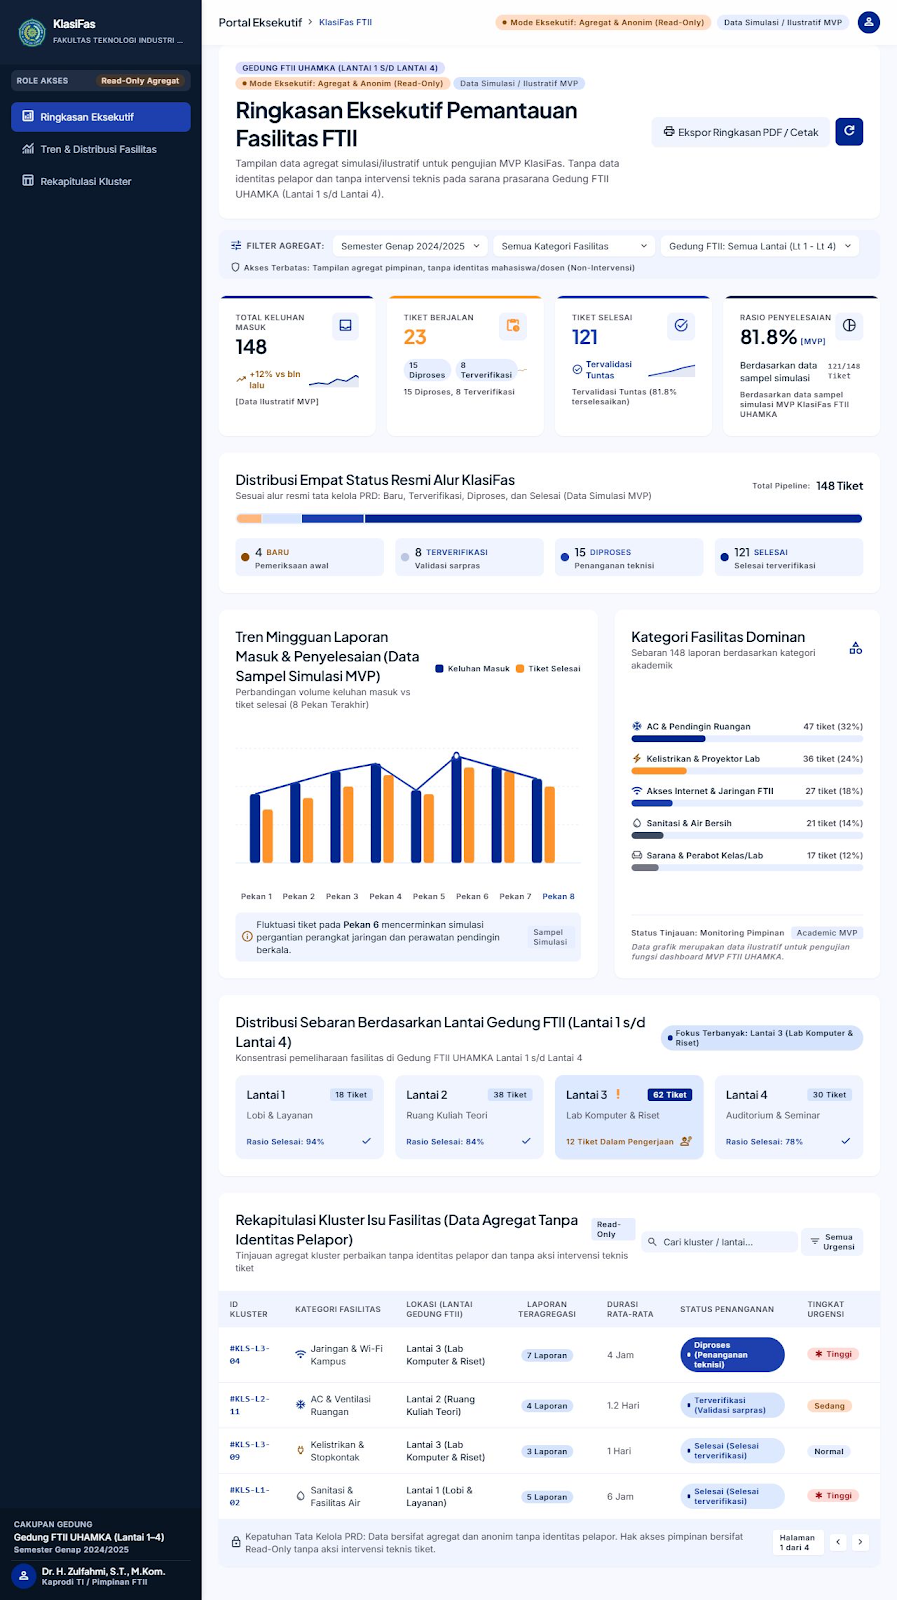 KlasiFas
FAKULTAS TEKNOLOGI INDUSTRI ...
ROLE AKSES
Read-Only Agregat
Ringkasan Eksekutif
Tren & Distribusi Fasilitas
Rekapitulasi Kluster
CAKUPAN GEDUNG
Gedung FTII UHAMKA (Lantai 1–4)
Semester Genap 2024/2025
Dr. H. Zulfahmi, S.T., M.Kom.
Kaprodi TI / Pimpinan FTII
Portal Eksekutif > KlasiFas FTII
Mode Eksekutif: Agregat & Anonim (Read-Only)
Data Simulasi / Ilustratif MVP
GEDUNG FTII UHAMKA (LANTAI 1 S/D LANTAI 4)
Mode Eksekutif: Agregat & Anonim (Read-Only)
Data Simulasi / Ilustratif MVP
Ringkasan Eksekutif Pemantauan
Fasilitas FTII
Tampilan data agregat simulasi/ilustratif untuk pengujian MVP KlasiFas. Tanpa data
identitas pelapor dan tanpa intervensi teknis pada sarana prasarana Gedung FTII
UHAMKA (Lantai 1 s/d Lantai 4).
Ekspor Ringkasan PDF / Cetak
FILTER AGREGAT:
Semester Genap 2024/2025
Semua Kategori Fasilitas
Gedung FTII: Semua Lantai (Lt 1 - Lt 4)
Akses Terbatas: Tampilan agregat pimpinan, tanpa identitas mahasiswa/dosen (Non-Intervensi)
TOTAL KELUHAN
MASUK
148
+12% vs bln
lalu
[Data Ilustratif MVP]
TIKET BERJALAN
23
15
Diproses
8
Terverifikasi
15 Diproses, 8 Terverifikasi
TIKET SELESAI
121
Tervalidasi
Tuntas
Tervalidasi Tuntas (81.8%
terselesaikan)
RASIO PENYELESAIAN
81.8% [MVP]
Berdasarkan data
sampel simulasi
121/148
Tiket
Berdasarkan data sampel
simulasi MVP KlasiFas FTII
UHAMKA
Distribusi Empat Status Resmi Alur KlasiFas
Sesuai alur resmi tata kelola PRD: Baru, Terverifikasi, Diproses, dan Selesai (Data Simulasi MVP)
Total Pipeline: 148 Tiket
4 BARU
Pemeriksaan awal
8 TERVERIFIKASI
Validasi sarpras
15 DIPROSES
Penanganan teknisi
121 SELESAI
Selesai terverifikasi
Tren Mingguan Laporan
Masuk & Penyelesaian (Data
Sampel Simulasi MVP)
Perbandingan volume keluhan masuk vs
tiket selesai (8 Pekan Terakhir)
Keluhan Masuk
Tiket Selesai
Pekan 1
Pekan 2
Pekan 3
Pekan 4
Pekan 5
Pekan 6
Pekan 7
Pekan 8
Fluktuasi tiket pada Pekan 6 mencerminkan simulasi
pergantian perangkat jaringan dan perawatan pendingin
berkala.
Sampel
Simulasi
Kategori Fasilitas Dominan
Sebaran 148 laporan berdasarkan kategori
akademik
AC & Pendingin Ruangan 47 tiket (32%)
Kelistrikan & Proyektor Lab 36 tiket (24%)
Akses Internet & Jaringan FTII 27 tiket (18%)
Sanitasi & Air Bersih 21 tiket (14%)
Sarana & Perabot Kelas/Lab 17 tiket (12%)
Status Tinjauan: Monitoring Pimpinan
Academic MVP
Data grafik merupakan data ilustratif untuk pengujian
fungsi dashboard MVP FTII UHAMKA.
Distribusi Sebaran Berdasarkan Lantai Gedung FTII (Lantai 1 s/d
Lantai 4)
Konsentrasi pemeliharaan fasilitas di Gedung FTII UHAMKA Lantai 1 s/d Lantai 4
Fokus Terbanyak: Lantai 3 (Lab Komputer &
Riset)
Lantai 1 18 Tiket
Lobi & Layanan
Rasio Selesai: 94%
Lantai 2 38 Tiket
Ruang Kuliah Teori
Rasio Selesai: 84%
Lantai 3 ! 62 Tiket
Lab Komputer & Riset
12 Tiket Dalam Pengerjaan
Lantai 4 30 Tiket
Auditorium & Seminar
Rasio Selesai: 78%
Rekapitulasi Kluster Isu Fasilitas (Data Agregat Tanpa
Identitas Pelapor)
Tinjauan agregat kluster perbaikan tanpa identitas pelapor dan tanpa aksi intervensi teknis
tiket
Read-
Only
Cari kluster / lantai...
Semua
Urgensi
ID
KLUSTER
KATEGORI FASILITAS
LOKASI (LANTAI
GEDUNG FTII)
LAPORAN
TERAGREGASI
DURASI
RATA-RATA
STATUS PENANGANAN
TINGKAT
URGENSI
#KLS-L3-
04
Jaringan & Wi-Fi
Kampus
Lantai 3 (Lab
Komputer & Riset)
7 Laporan
4 Jam
Diproses
(Penanganan
teknisi)
Tinggi
#KLS-L2-
11
AC & Ventilasi
Ruangan
Lantai 2 (Ruang
Kuliah Teori)
4 Laporan
1.2 Hari
Terverifikasi
(Validasi sarpras)
Sedang
#KLS-L3-
09
Kelistrikan &
Stopkontak
Lantai 3 (Lab
Komputer & Riset)
3 Laporan
1 Hari
Selesai (Selesai
terverifikasi)
Normal
#KLS-L1-
02
Sanitasi &
Fasilitas Air
Lantai 1 (Lobi &
Layanan)
5 Laporan
6 Jam
Selesai (Selesai
terverifikasi)
Tinggi
Kepatuhan Tata Kelola PRD: Data bersifat agregat dan anonim tanpa identitas pelapor. Hak akses pimpinan bersifat
Read-Only tanpa aksi intervensi teknis tiket.
Halaman
1 dari 4